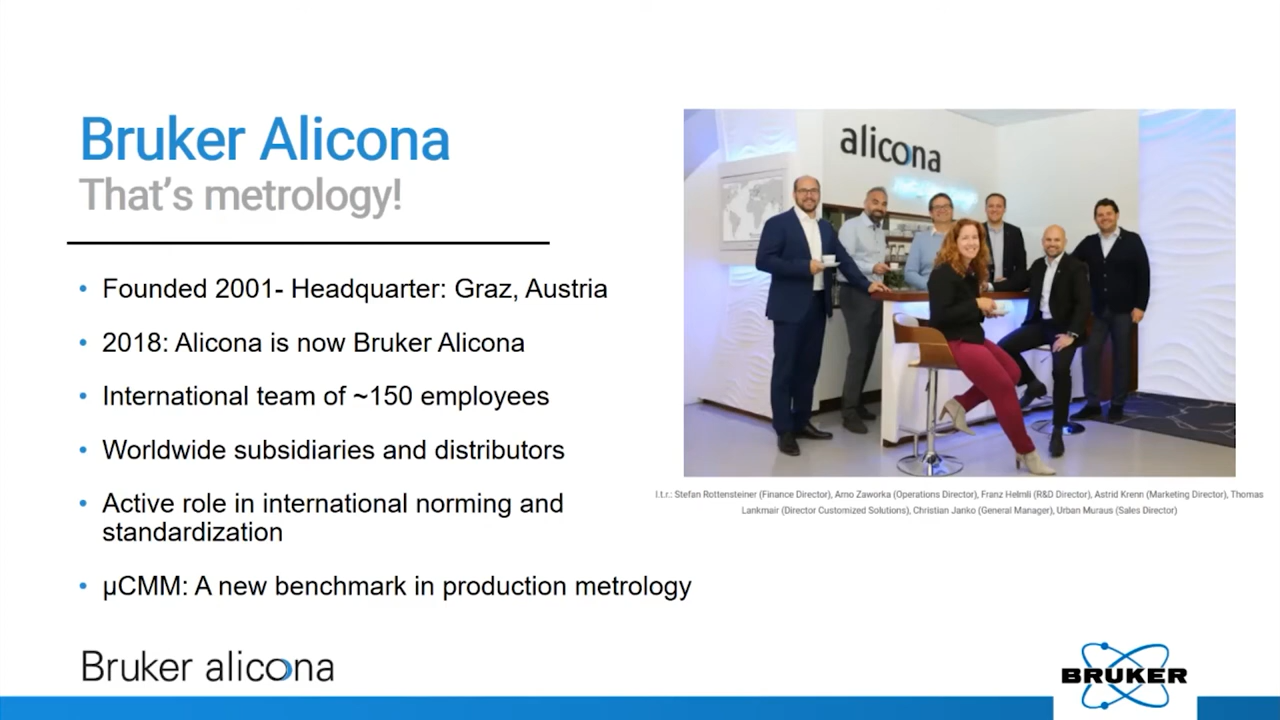 Bruker Alicona
That's metrology!
• Founded 2001- Headquarter: Graz, Austria
• 2018: Alicona is now Bruker Alicona
• International team of ~150 employees
• Worldwide subsidiaries and distributors
• Active role in international norming and
standardization
• µCMM: A new benchmark in production metrology
alicona
l.t.r.: Stefan Rottensteiner (Finance Director), Arno Zaworka (Operations Director), Franz Helmli (R&D Director), Astrid Krenn (Marketing Director), Thomas
Lankmair (Director Customized Solutions), Christian Janko (General Manager), Urban Muraus (Sales Director)
Bruker alicona
BRUKER